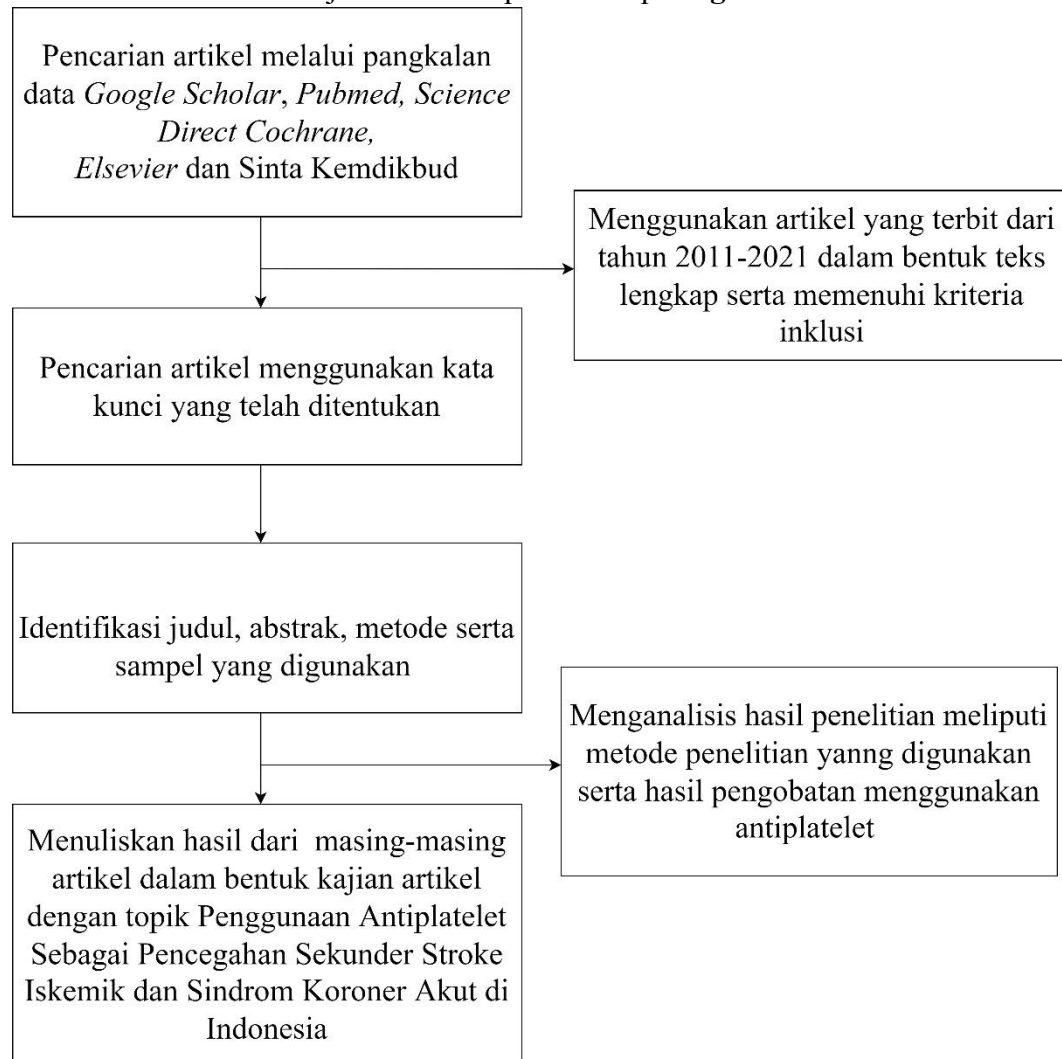 Pencarian artikel melalui pangkalan
data Google Scholar, Pubmed, Science
Direct Cochrane,
Elsevier dan Sinta Kemdikbud
Menggunakan artikel yang terbit dari
tahun 2011-2021 dalam bentuk teks
lengkap serta memenuhi kriteria
inklusi
Pencarian artikel menggunakan kata
kunci yang telah ditentukan
Identifikasi judul, abstrak, metode serta
sampel yang digunakan
Menganalisis hasil penelitian meliputi
metode penelitian yanng digunakan
serta hasil pengobatan menggunakan
antiplatelet
Menuliskan hasil dari masing-masing
artikel dalam bentuk kajian artikel
dengan topik Penggunaan Antiplatelet
Sebagai Pencegahan Sekunder Stroke
Iskemik dan Sindrom Koroner Akut di
Indonesia